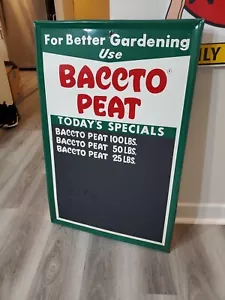 For Better Gardening
Use
BACCTO
PEAT
TODAY'S SPECIALS
BACCTO PEAT 100 LBS.
BACCTO PEAT 50 LBS.
BACCTO PEAT 25 LBS.
NLY